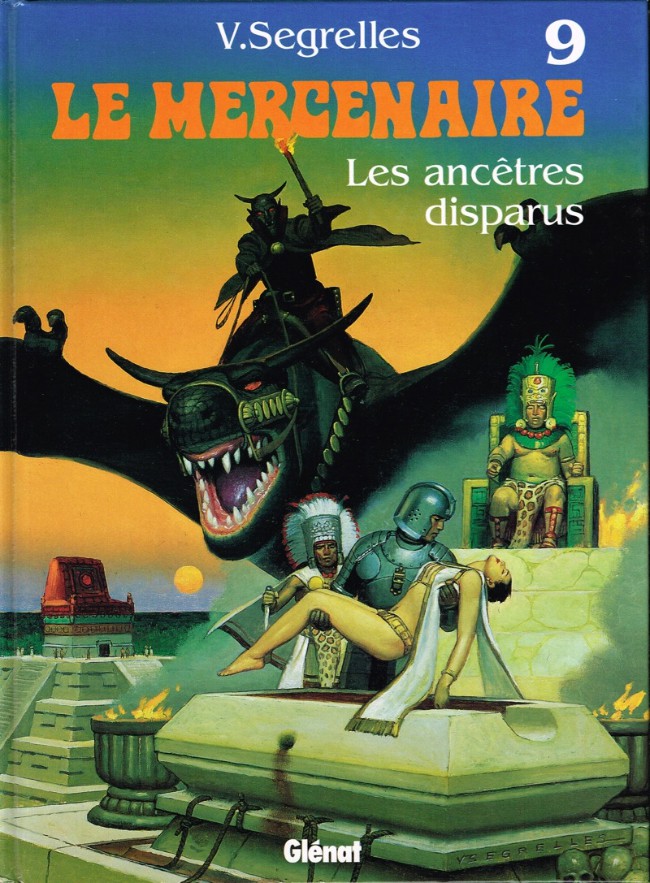 V.Segrelles
9
LE MERCENAIRE
Les ancêtres
disparus
Glénat
V SEGRELLES